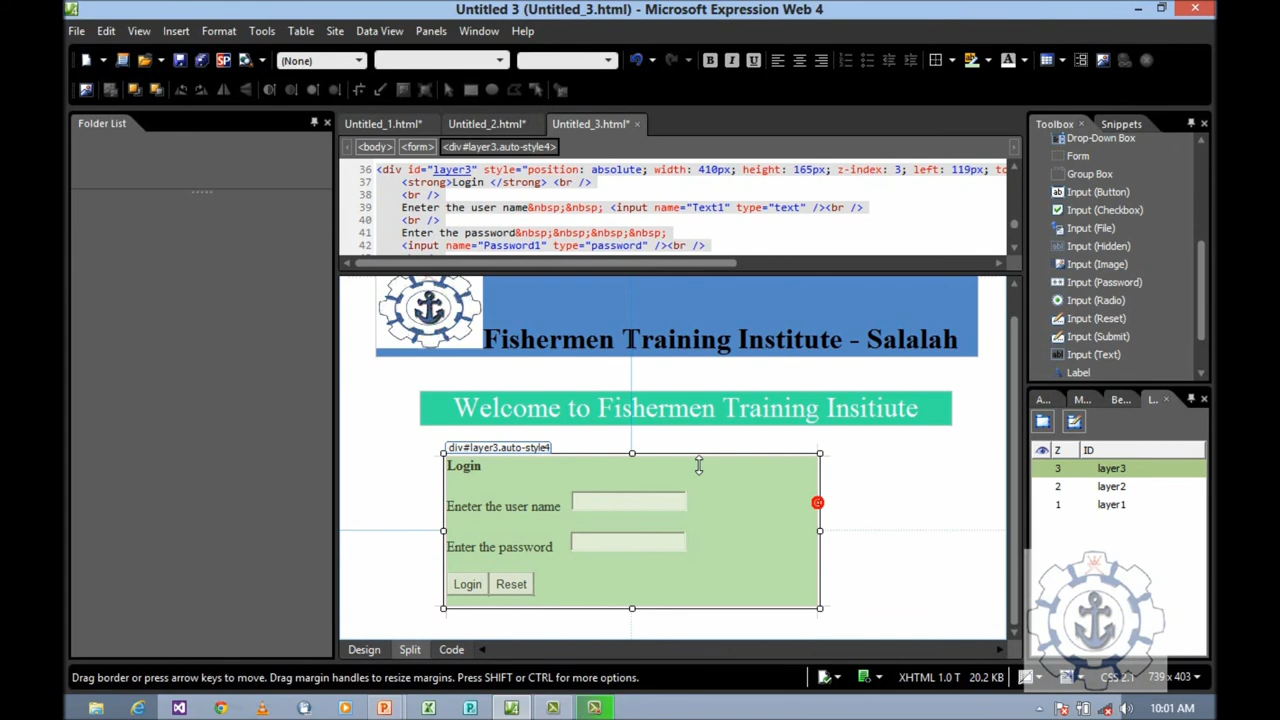 Untitled 3 (Untitled_3.html) - Microsoft Expression Web 4
File Edit View Insert Format Tools Table Site Data View Panels Window Help
(None)
Folder List
Untitled_1.html* Untitled_2.html* Untitled_3.html*
<body> <form> <div#layer3.auto-style4>
36 <div id="layer3" style="position: absolute; width: 410px; height: 165px; z-index: 3; left: 119px; to
37 <strong>Login </strong> <br />
38 <br />
39 Eneter the user name&nbsp;&nbsp; <input name="Text1" type="text" /><br />
40 <br />
41 Enter the password&nbsp;&nbsp;&nbsp;&nbsp;
42 <input name="Password1" type="password" /><br />
Fishermen Training Institute - Salalah
Welcome to Fishermen Training Insitiute
div#layer3.auto-style4
Login
Eneter the user name
Enter the password
Login Reset
Design Split Code
Toolbox Snippets
Drop-Down Box
Form
Group Box
Input (Button)
Input (Checkbox)
Input (File)
Input (Hidden)
Input (Image)
Input (Password)
Input (Radio)
Input (Reset)
Input (Submit)
Input (Text)
Label
A... M... Be... L...
Z ID
3 layer3
2 layer2
1 layer1
Drag border or press arrow keys to move. Drag margin handles to resize margins. Press SHIFT or CTRL for more options.
XHTML 1.0 T 20.2 KB CSS 2.1 739 x 403
10:01 AM